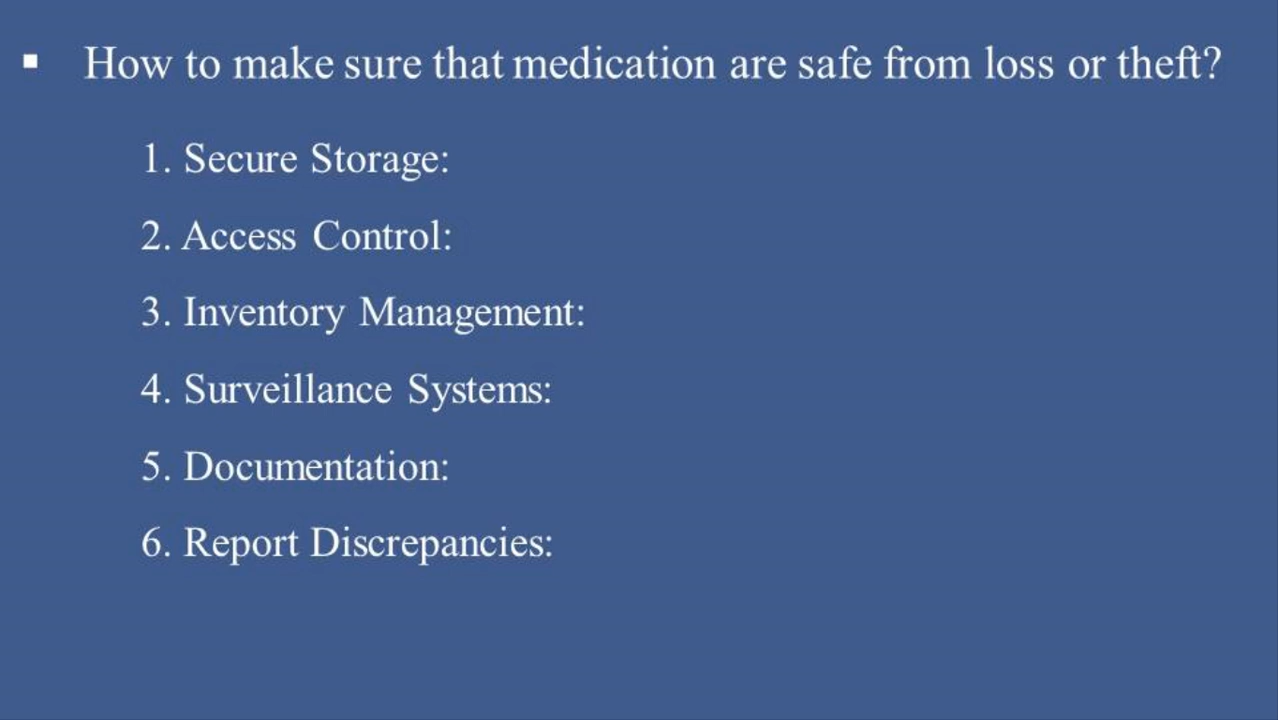 ▪ How to make sure that medication are safe from loss or theft?
1. Secure Storage:
2. Access Control:
3. Inventory Management:
4. Surveillance Systems:
5. Documentation:
6. Report Discrepancies: